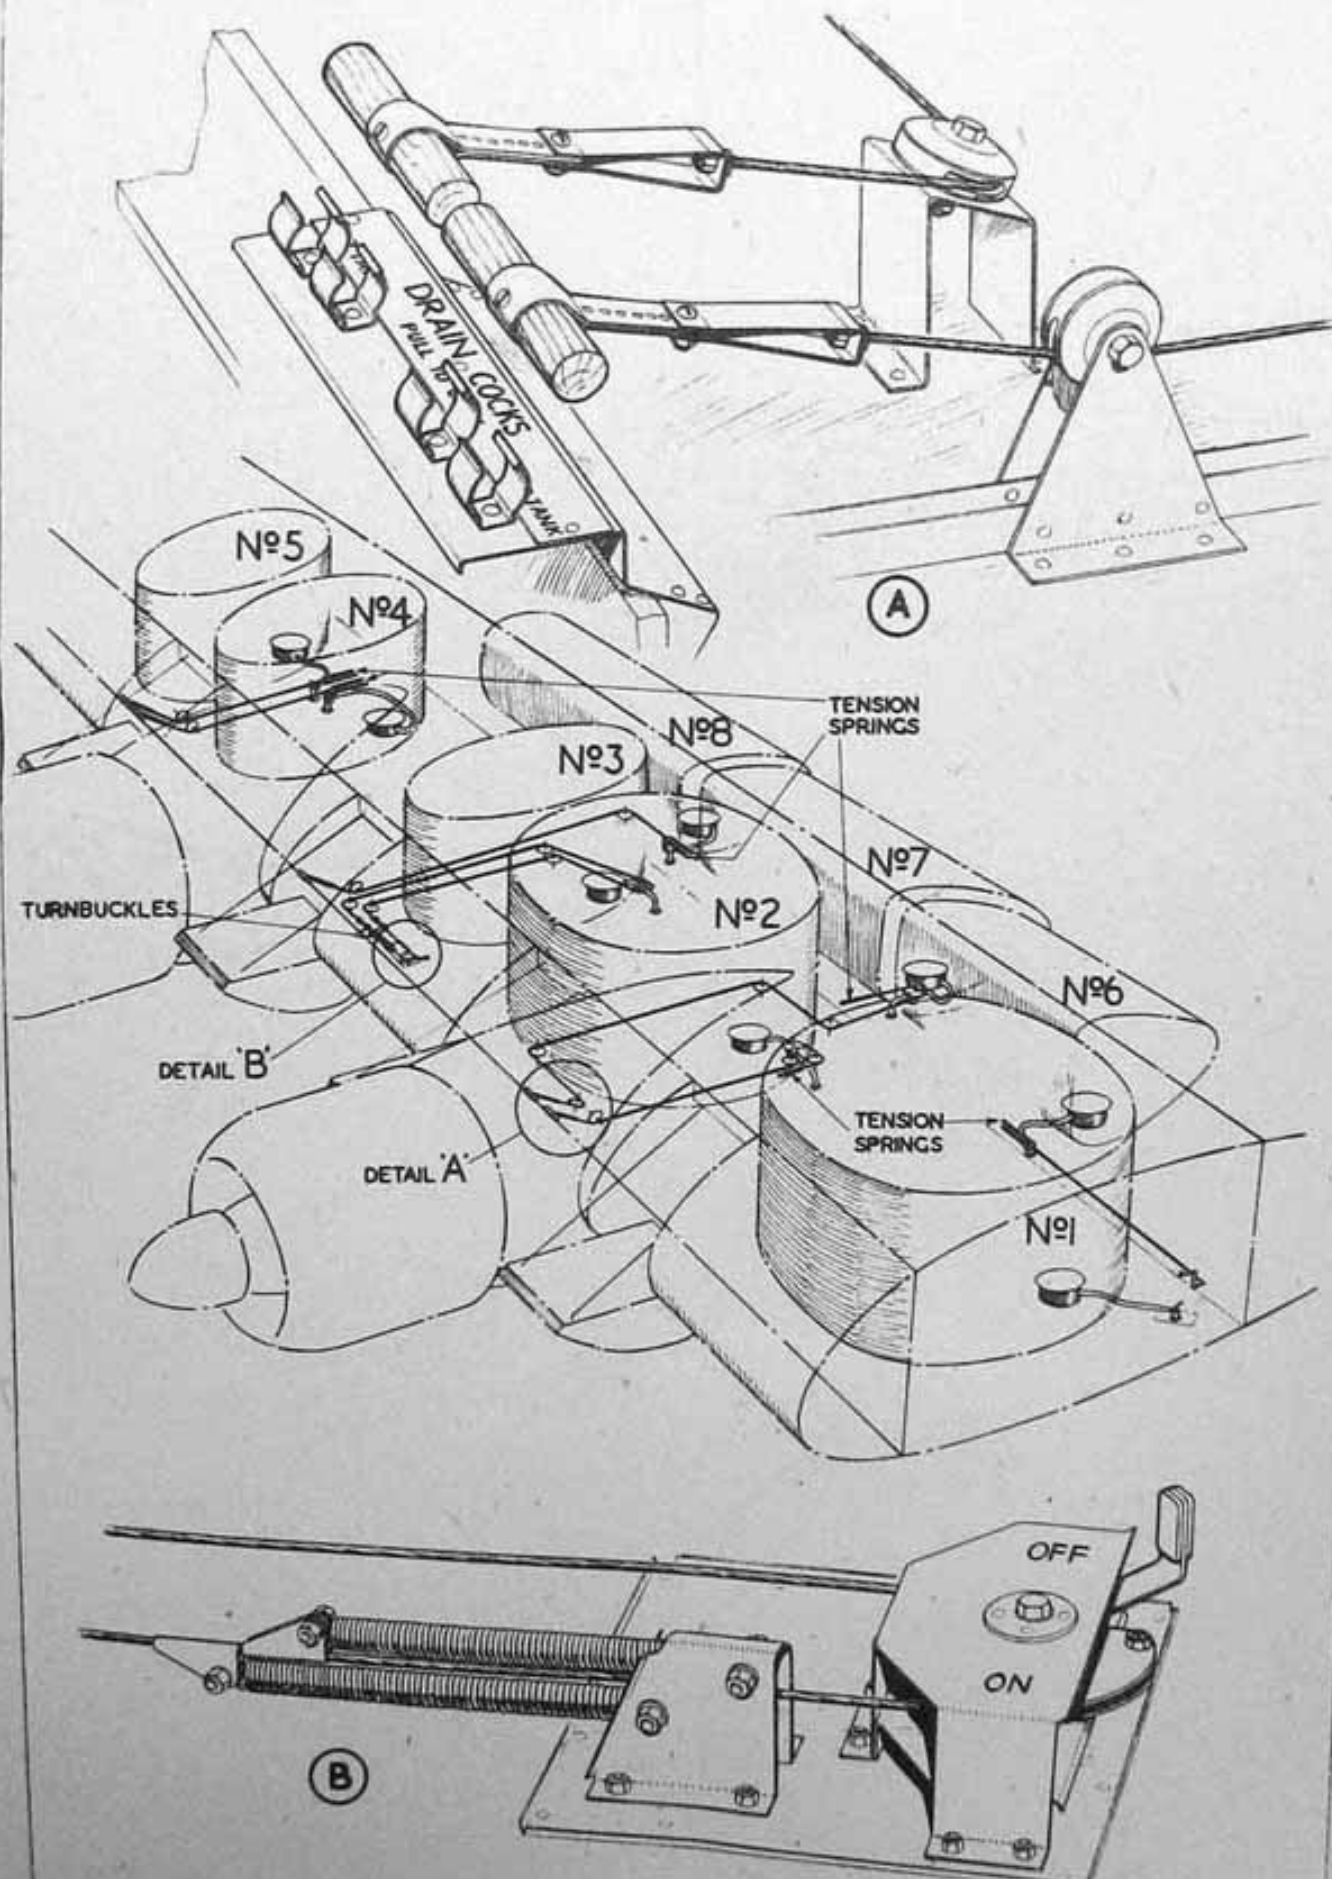 DRAIN COCKS
PULL TO
TANK
A
Nº5
Nº4
TENSION
SPRINGS
Nº8
Nº3
Nº7
TURNBUCKLES
Nº2
Nº6
DETAIL 'B'
TENSION
SPRINGS
DETAIL 'A'
Nº1
OFF
ON
B